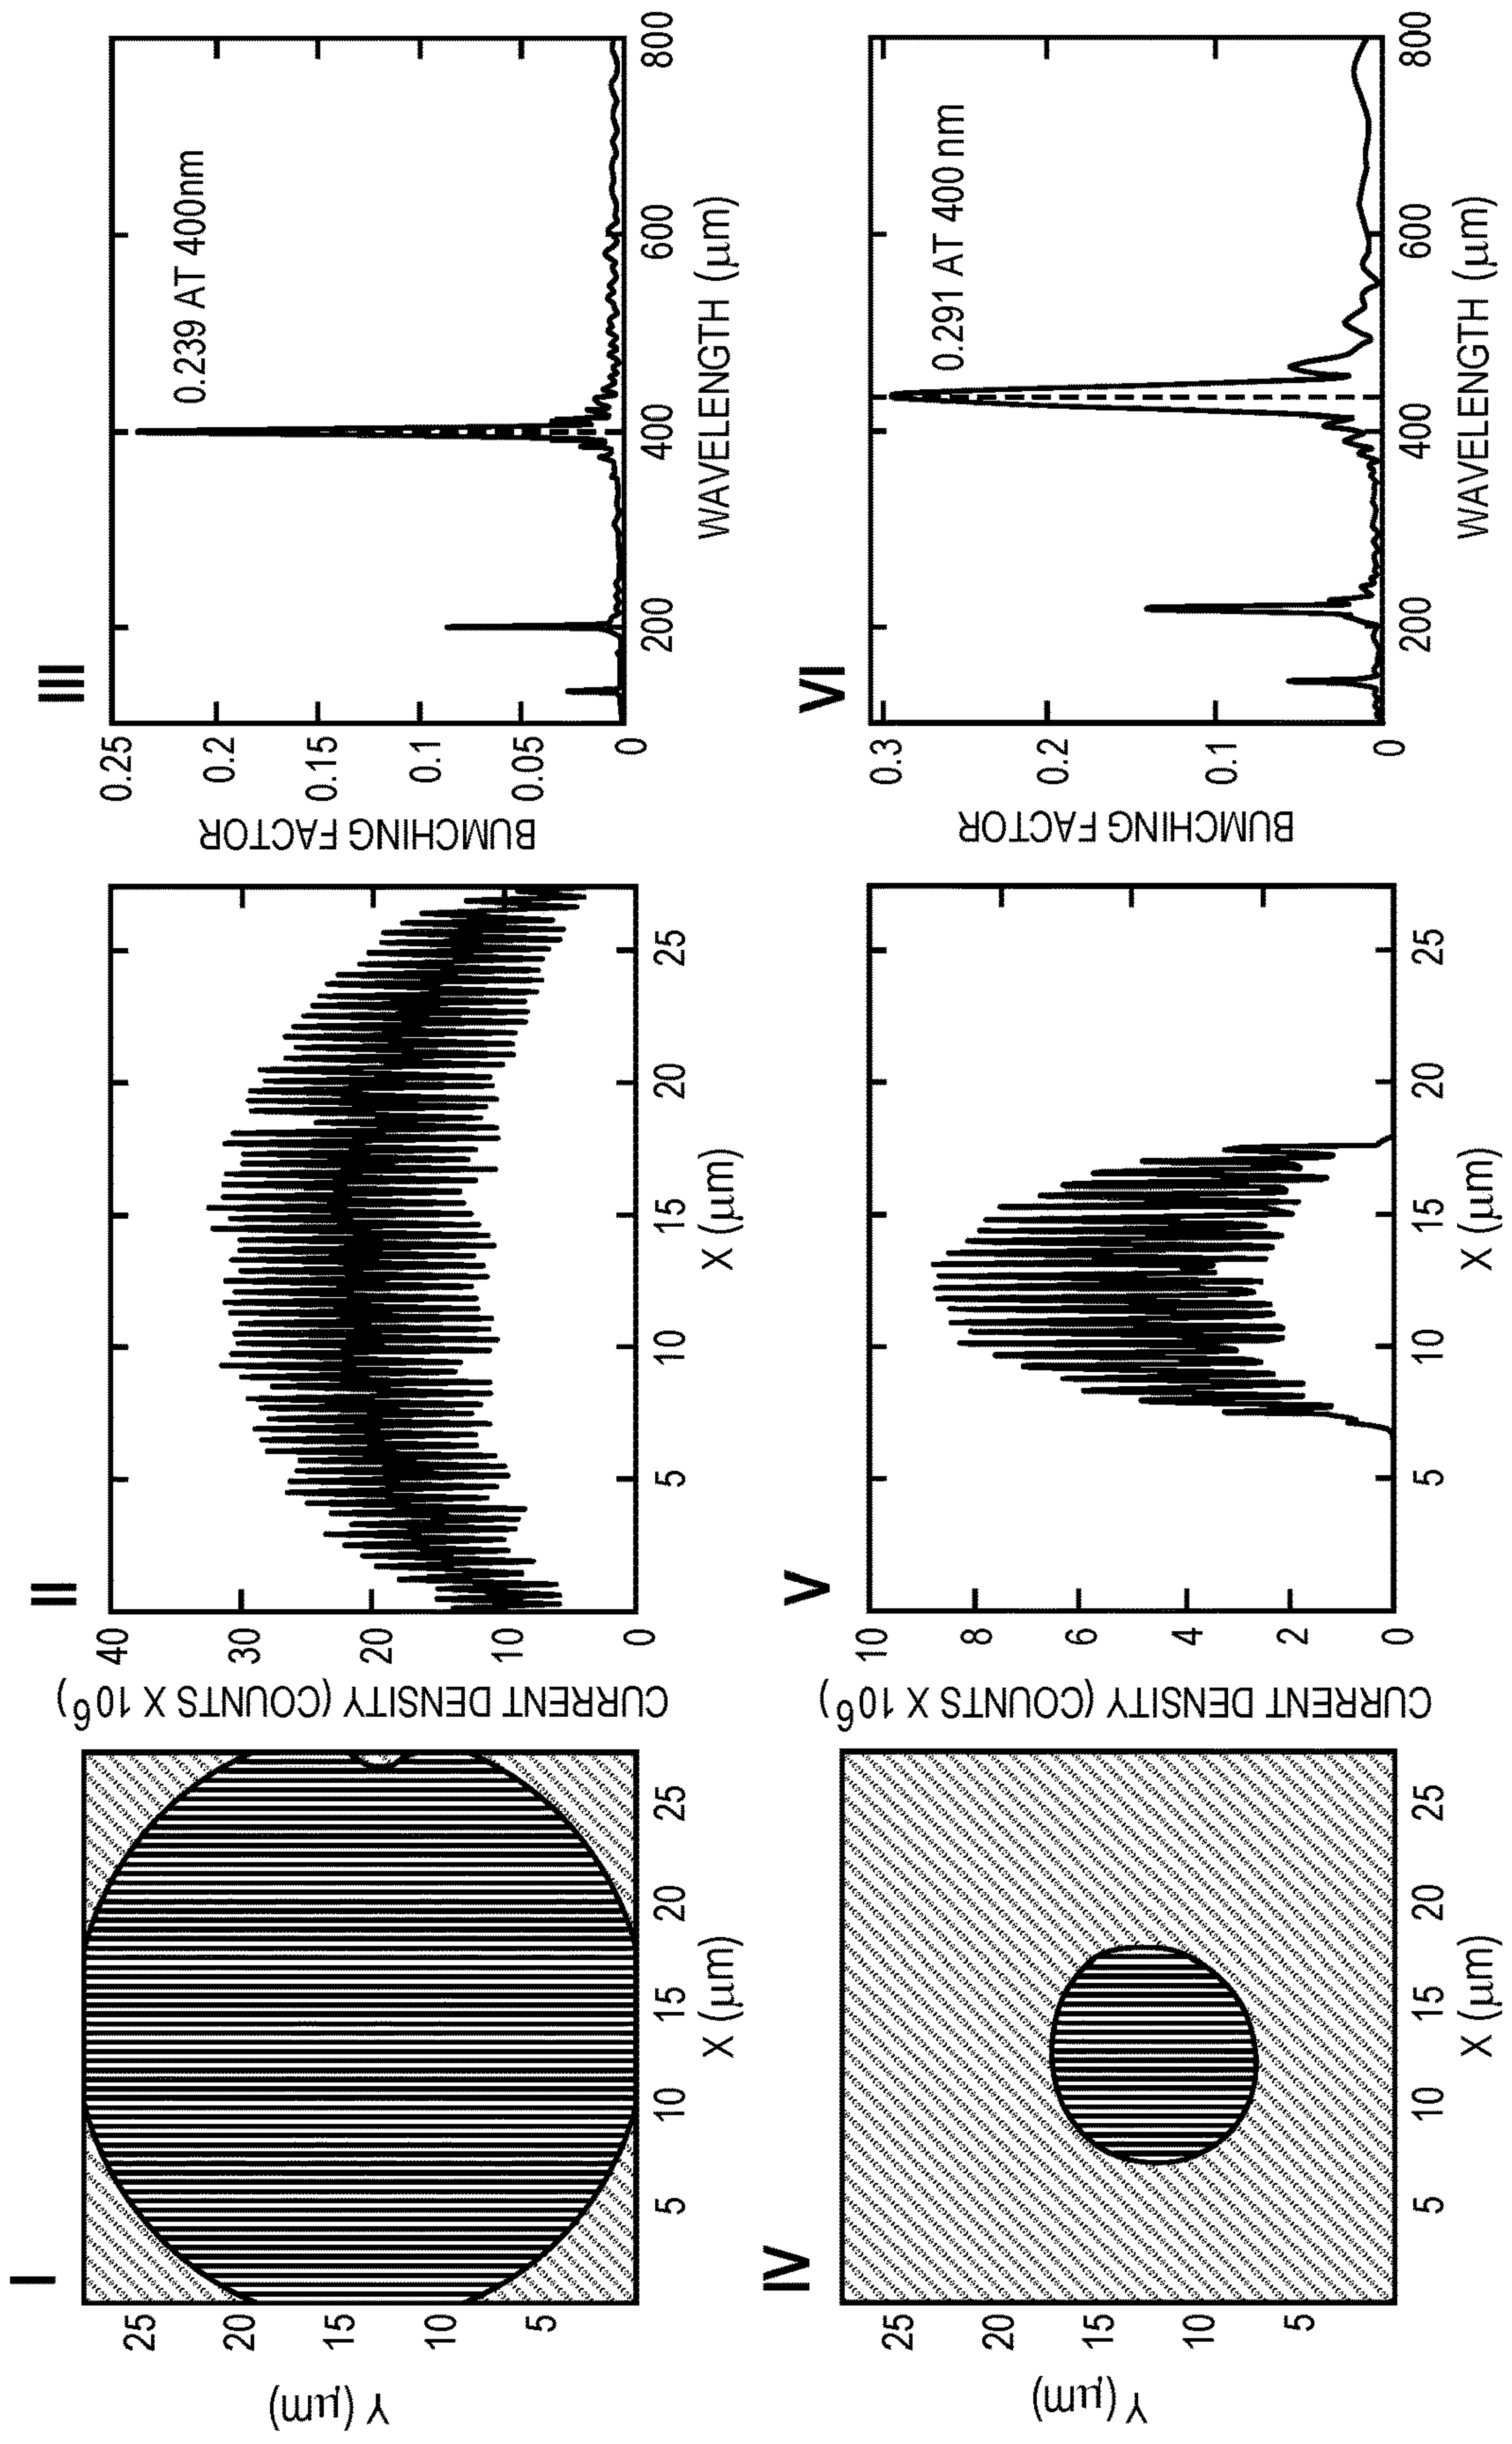 I
25
20
15
10
5
Y (μm)
5
10
15
20
25
X (μm)
II
40
30
20
10
0
CURRENT DENSITY (COUNTS X 10⁶)
5
10
15
20
25
X (μm)
III
0.25
0.2
0.15
0.1
0.05
0
BUMCHING FACTOR
0.239 AT 400nm
200
400
600
800
WAVELENGTH (μm)
IV
25
20
15
10
5
Y (μm)
5
10
15
20
25
X (μm)
V
10
8
6
4
2
0
CURRENT DENSITY (COUNTS X 10⁶)
5
10
15
20
25
X (μm)
VI
0.3
0.2
0.1
0
BUMCHING FACTOR
0.291 AT 400 nm
200
400
600
800
WAVELENGTH (μm)